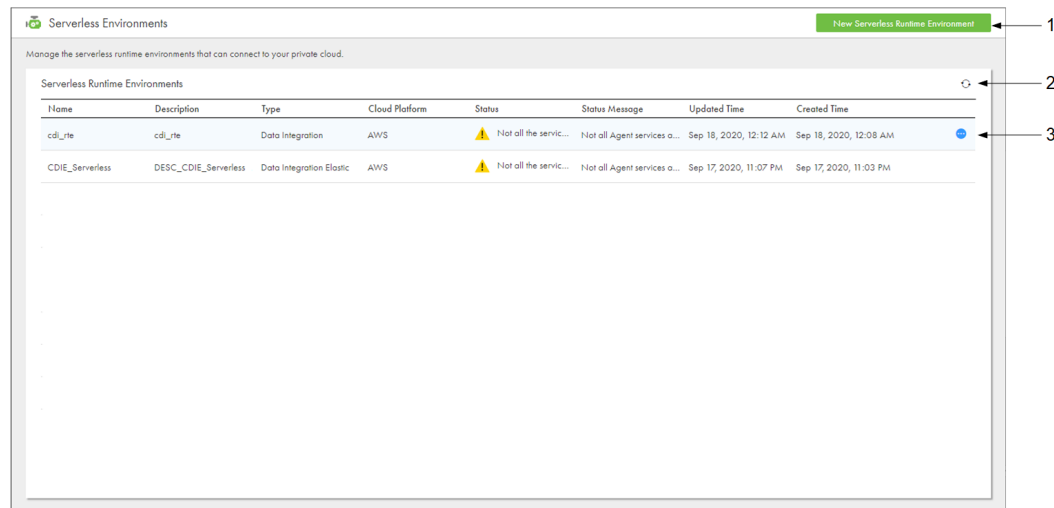 Serverless Environments
New Serverless Runtime Environment
1
Manage the serverless runtime environments that can connect to your private cloud.
Serverless Runtime Environments
2
Name Description Type Cloud Platform Status Status Message Updated Time Created Time
cdi_rte cdi_rte Data Integration AWS Not all the servic... Not all Agent services a... Sep 18, 2020, 12:12 AM Sep 18, 2020, 12:08 AM
3
CDIE_Serverless DESC_CDIE_Serverless Data Integration Elastic AWS Not all the servic... Not all Agent services a... Sep 17, 2020, 11:07 PM Sep 17, 2020, 11:03 PM